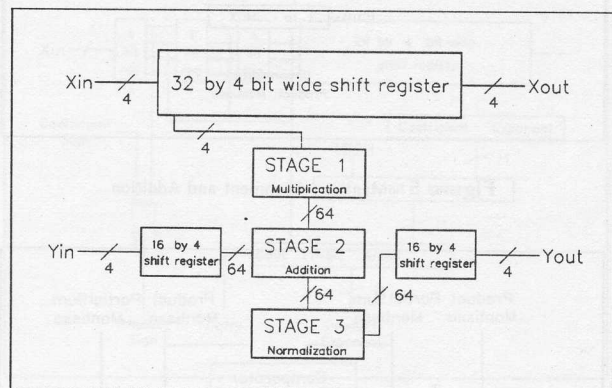 Xin
4
32 by 4 bit wide shift register
4
Xout
4
STAGE 1
Multiplication
64
Yin
4
16 by 4
shift register
64
STAGE 2
Addition
16 by 4
shift register
4
Yout
64
64
STAGE 3
Normalization